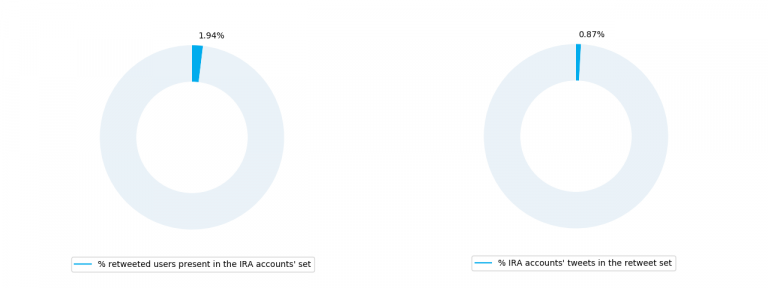 1.94%
0.87%
% retweeted users present in the IRA accounts' set
% IRA accounts' tweets in the retweet set